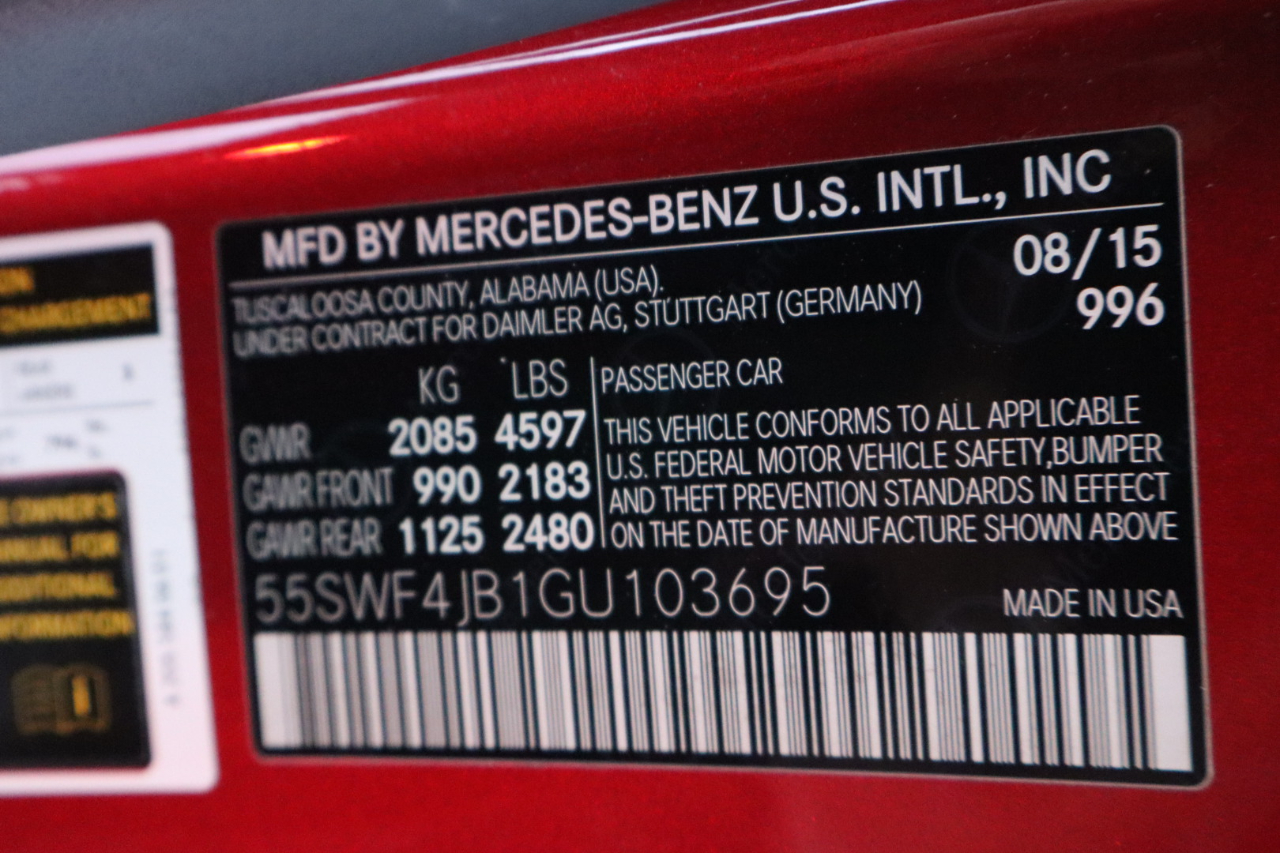 MFD BY MERCEDES-BENZ U.S. INTL., INC
TUSCALOOSA COUNTY, ALABAMA (USA).
08/15
UNDER CONTRACT FOR DAIMLER AG, STUTTGART (GERMANY)
996
KG LBS
GVWR 2085 4597
GAWR FRONT 990 2183
GAWR REAR 1125 2480
PASSENGER CAR
THIS VEHICLE CONFORMS TO ALL APPLICABLE
U.S. FEDERAL MOTOR VEHICLE SAFETY,BUMPER
AND THEFT PREVENTION STANDARDS IN EFFECT
ON THE DATE OF MANUFACTURE SHOWN ABOVE
55SWF4JB1GU103695
MADE IN USA
OWNER'S
FOR